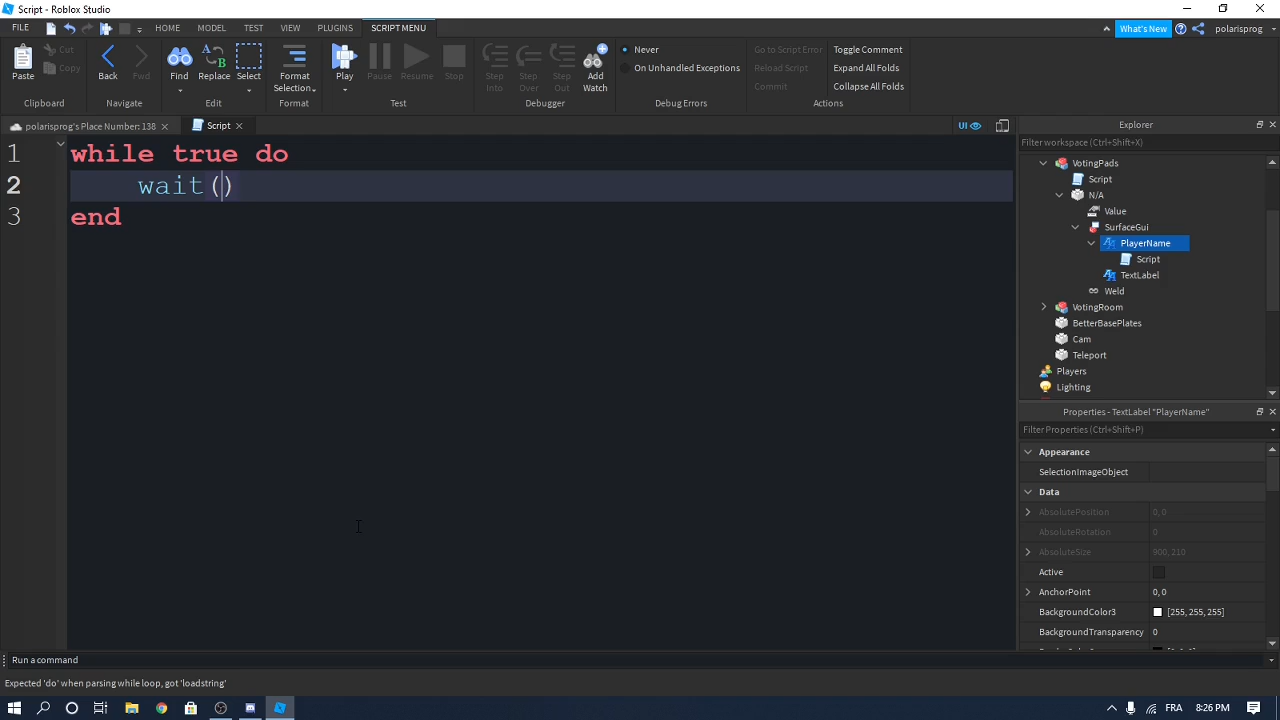 Script - Roblox Studio
FILE
HOME
MODEL
TEST
VIEW
PLUGINS
SCRIPT MENU
What's New
polarisprog
Paste
Cut
Copy
Clipboard
Back
Fwd
Navigate
Find
Replace
Select
Edit
Format
Selection
Format
Play
Pause
Resume
Stop
Test
Step
Into
Step
Over
Step
Out
Add
Watch
Debugger
Never
On Unhandled Exceptions
Debug Errors
Go to Script Error
Reload Script
Commit
Toggle Comment
Expand All Folds
Collapse All Folds
Actions
polarisprog's Place Number: 138
Script
UI
1 while true do
2 wait()
3 end
Explorer
Filter workspace (Ctrl+Shift+X)
VotingPads
Script
N/A
Value
SurfaceGui
PlayerName
Script
TextLabel
Weld
VotingRoom
BetterBasePlates
Cam
Teleport
Players
Lighting
Properties - TextLabel "PlayerName"
Filter Properties (Ctrl+Shift+P)
Appearance
SelectionImageObject
Data
AbsolutePosition 0, 0
AbsoluteRotation 0
AbsoluteSize 900, 210
Active
AnchorPoint 0, 0
BackgroundColor3 [255, 255, 255]
BackgroundTransparency 0
Run a command
Expected 'do' when parsing while loop, got 'loadstring'
FRA
8:26 PM